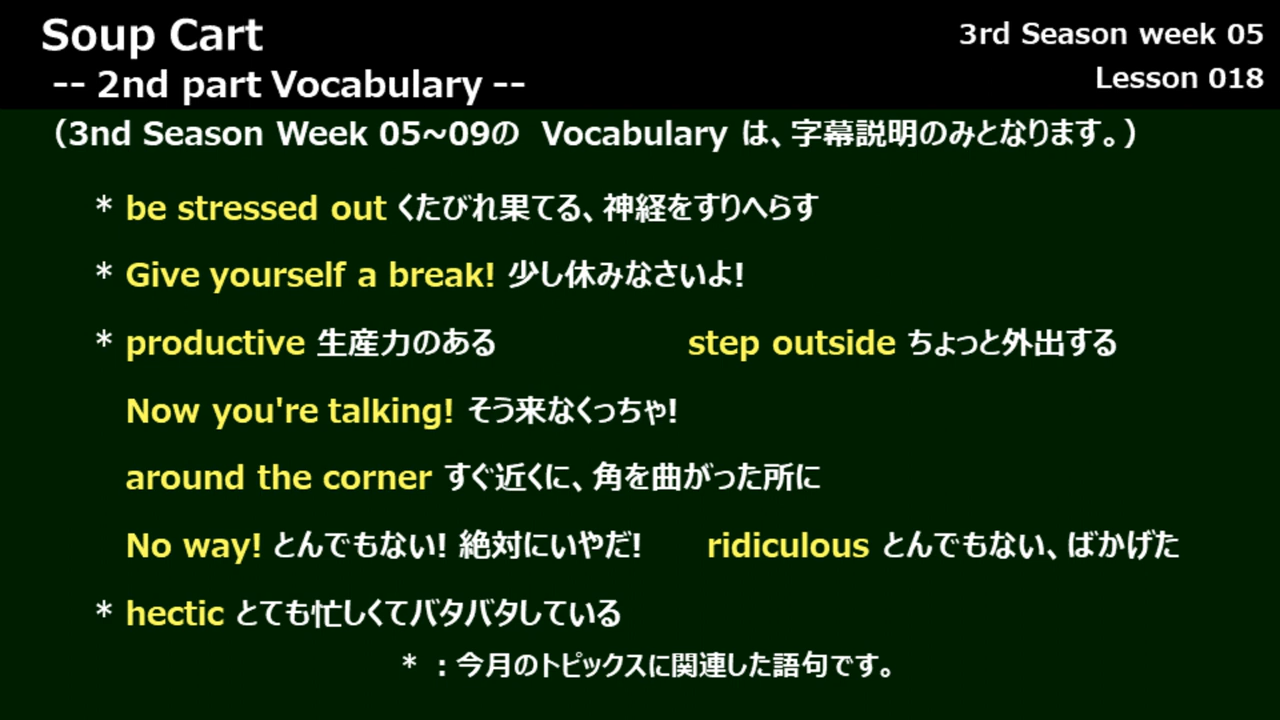 Soup Cart
3rd Season week 05
-- 2nd part Vocabulary --
Lesson 018
（3nd Season Week 05~09の Vocabulary は、字幕説明のみとなります。）
* be stressed out くたびれ果てる、神経をすりへらす
* Give yourself a break! 少し休みなさいよ!
* productive 生産力のある step outside ちょっと外出する
Now you're talking! そう来なくっちゃ!
around the corner すぐ近くに、角を曲がった所に
No way! とんでもない! 絶対にいやだ! ridiculous とんでもない、ばかげた
* hectic とても忙しくてバタバタしている
* ：今月のトピックスに関連した語句です。